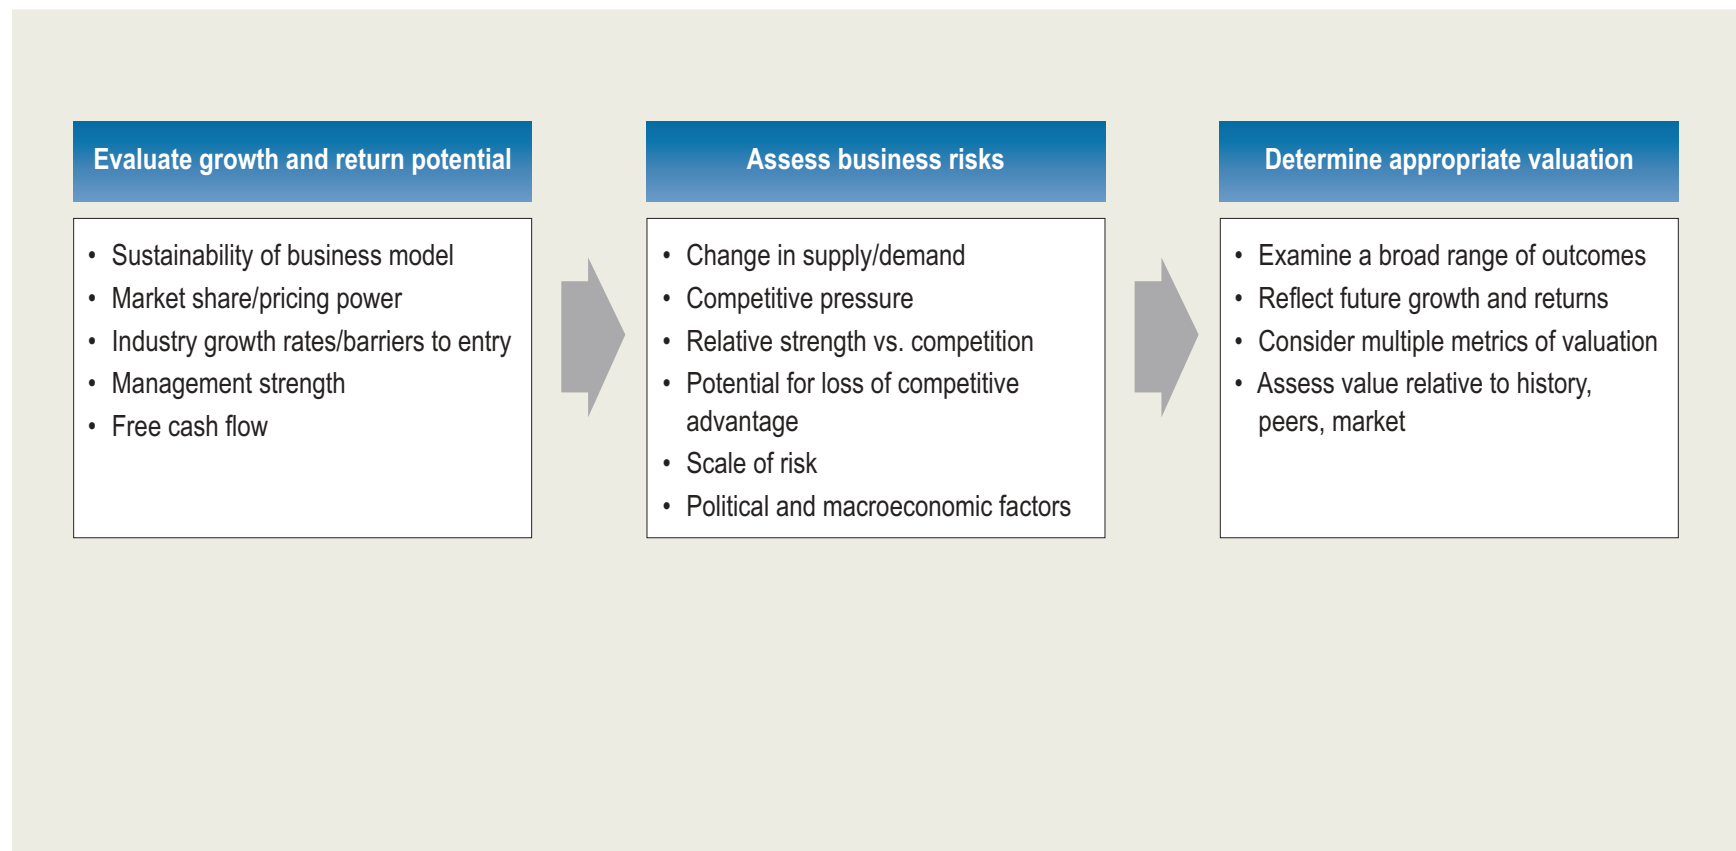 Evaluate growth and return potential
• Sustainability of business model
• Market share/pricing power
• Industry growth rates/barriers to entry
• Management strength
• Free cash flow
Assess business risks
• Change in supply/demand
• Competitive pressure
• Relative strength vs. competition
• Potential for loss of competitive
advantage
• Scale of risk
• Political and macroeconomic factors
Determine appropriate valuation
• Examine a broad range of outcomes
• Reflect future growth and returns
• Consider multiple metrics of valuation
• Assess value relative to history,
peers, market